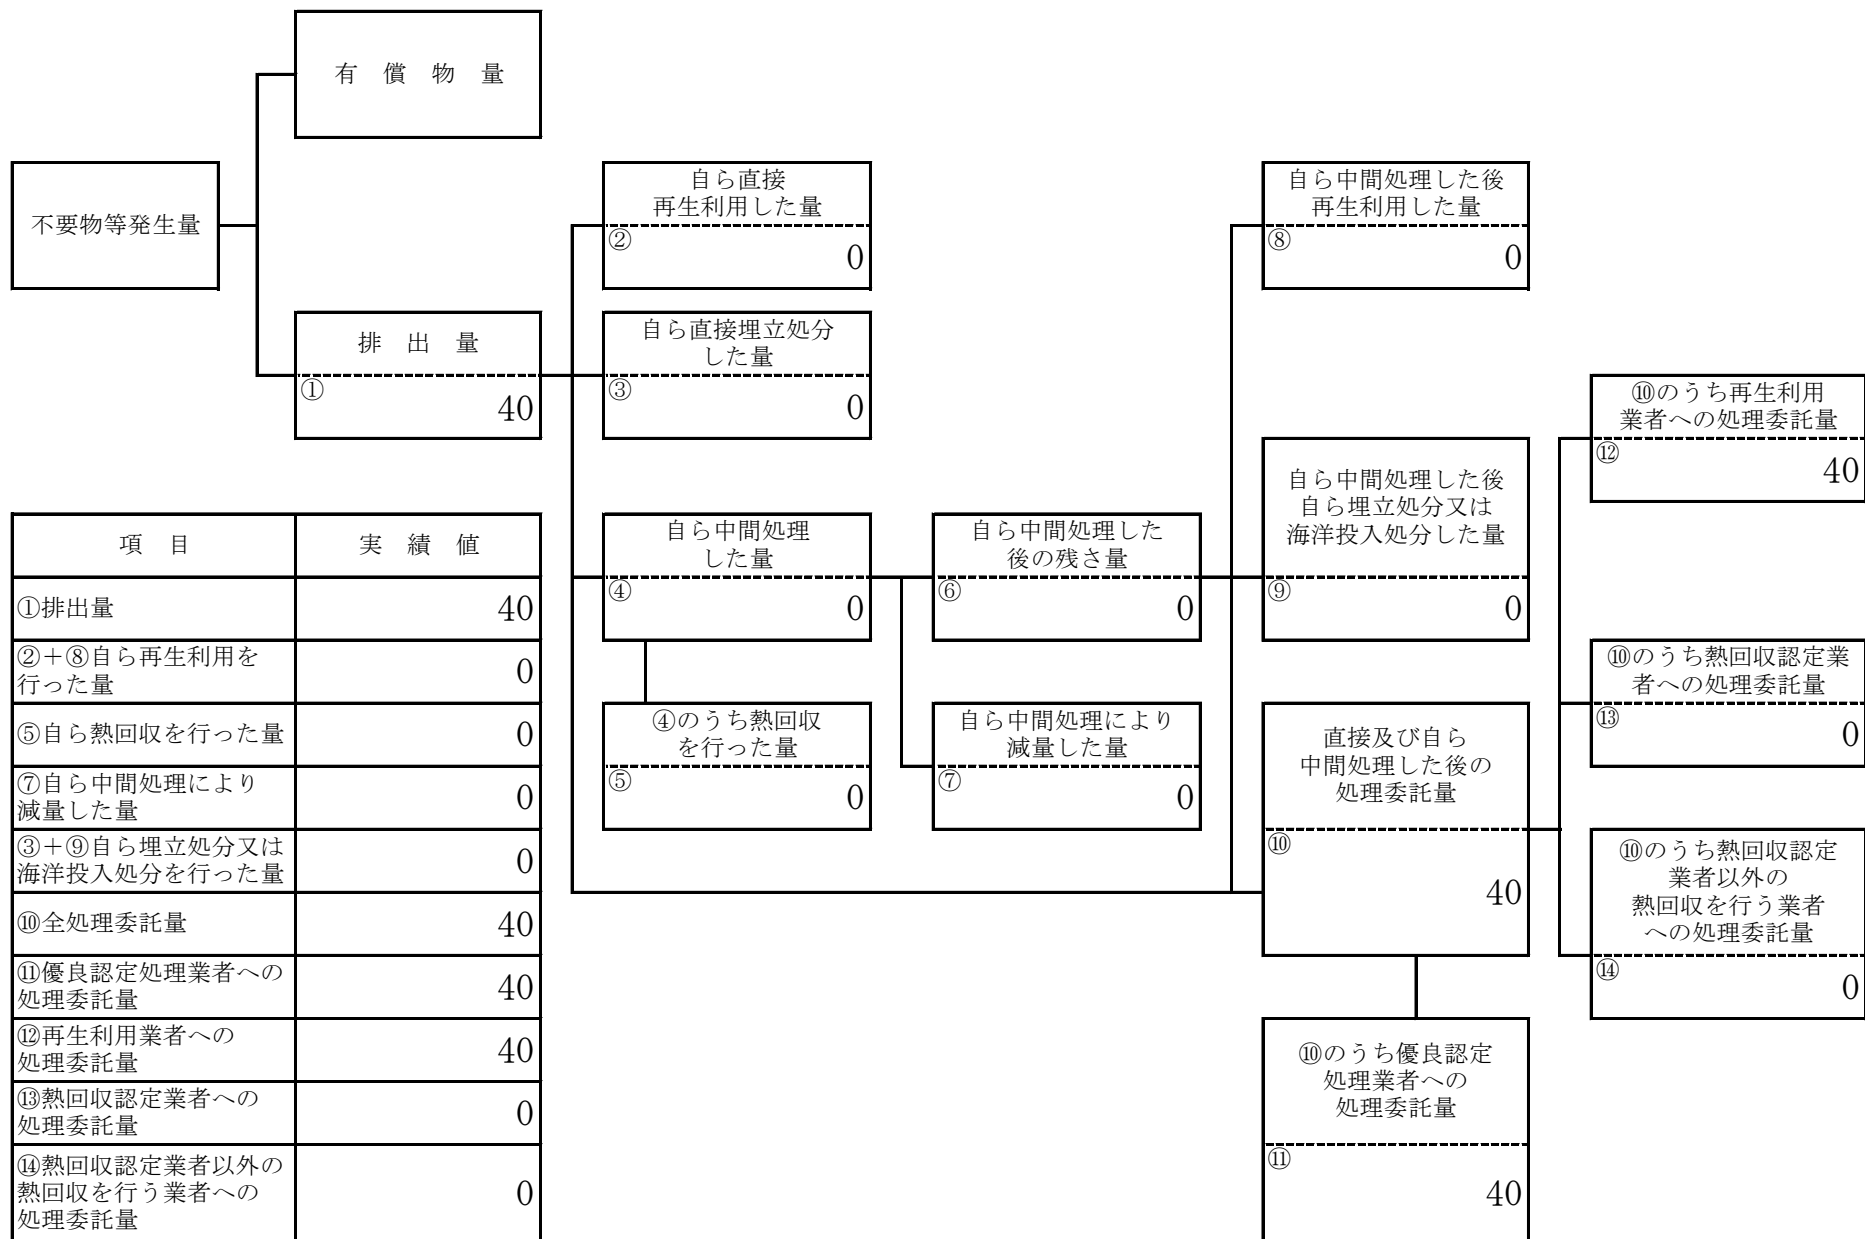 有 償 物 量
不要物等発生量
排 出 量
①
40
自ら直接
再生利用した量
②
0
自ら直接埋立処分
した量
③
0
自ら中間処理
した量
④
0
④のうち熱回収
を行った量
⑤
0
自ら中間処理した
後の残さ量
⑥
0
自ら中間処理により
減量した量
⑦
0
自ら中間処理した後
再生利用した量
⑧
0
自ら中間処理した後
自ら埋立処分又は
海洋投入処分した量
⑨
0
直接及び自ら
中間処理した後の
処理委託量
⑩
40
⑩のうち優良認定
処理業者への
処理委託量
⑪
40
⑩のうち再生利用
業者への処理委託量
⑫
40
⑩のうち熱回収認定業
者への処理委託量
⑬
0
⑩のうち熱回収認定
業者以外の
熱回収を行う業者
への処理委託量
⑭
0
項 目 実 績 値
①排出量 40
②+⑧自ら再生利用を
行った量 0
⑤自ら熱回収を行った量 0
⑦自ら中間処理により
減量した量 0
③+⑨自ら埋立処分又は
海洋投入処分を行った量 0
⑩全処理委託量 40
⑪優良認定処理業者への
処理委託量 40
⑫再生利用業者への
処理委託量 40
⑬熱回収認定業者への
処理委託量 0
⑭熱回収認定業者以外の
熱回収を行う業者への
処理委託量 0